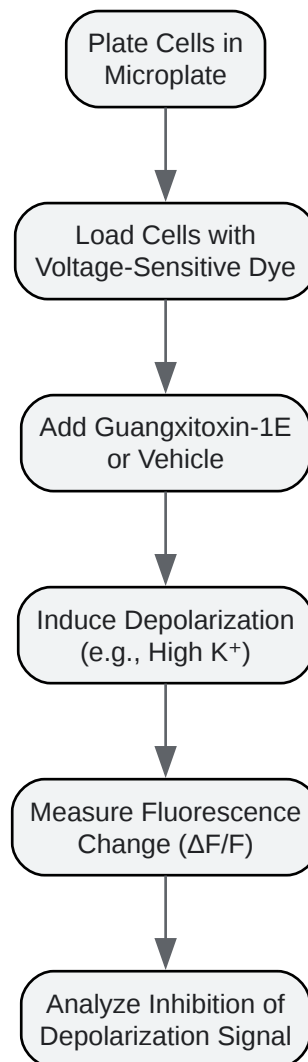 Plate Cells in
Microplate
Load Cells with
Voltage-Sensitive Dye
Add Guangxitoxin-1E
or Vehicle
Induce Depolarization
(e.g., High K⁺)
Measure Fluorescence
Change (ΔF/F)
Analyze Inhibition of
Depolarization Signal